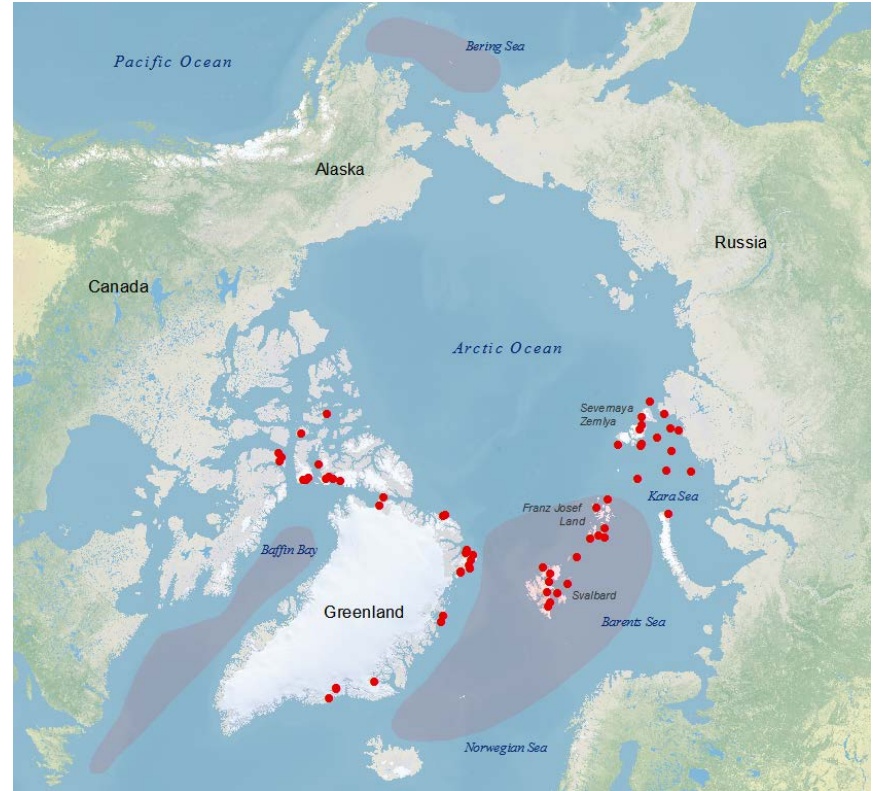 Bering Sea
Pacific Ocean
Alaska
Russia
Canada
Arctic Ocean
Severnaya
Zemlya
Kara Sea
Franz Josef
Land
Baffin Bay
Svalbard
Greenland
Barents Sea
Norwegian Sea